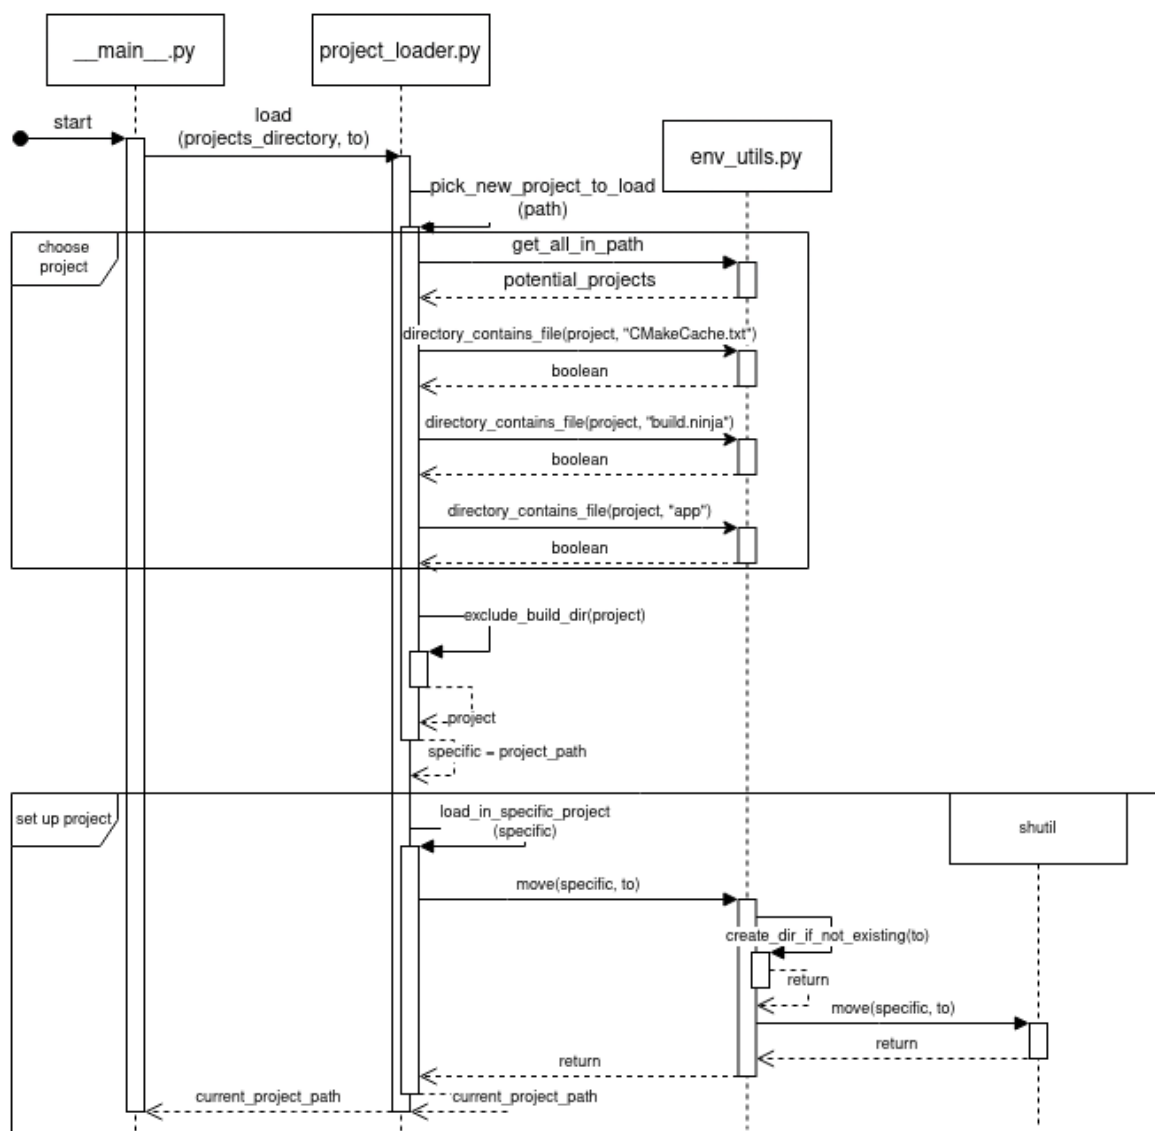 __main__.py
project_loader.py
load
start
(projects_directory, to)
env_utils.py
pick_new_project_to_load
(path)
choose
project
get_all_in_path
potential_projects
directory_contains_file(project, "CMakeCache.txt")
boolean
directory_contains_file(project, "build.ninja")
boolean
directory_contains_file(project, "app")
boolean
exclude_build_dir(project)
project
specific = project_path
set up project
load_in_specific_project
(specific)
shutil
move(specific, to)
create_dir_if_not_existing(to)
return
move(specific, to)
return
return
current_project_path
current_project_path